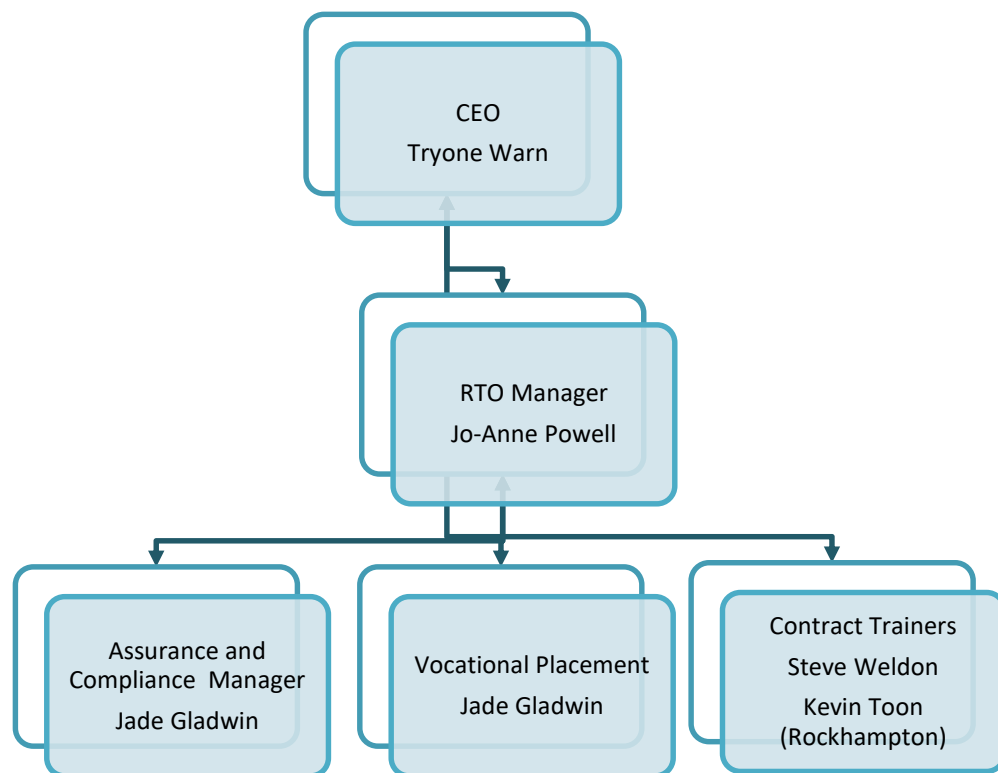 CEO
Tryone Warn
RTO Manager
Jo-Anne Powell
Assurance and
Compliance  Manager
Jade Gladwin
Vocational Placement
Jade Gladwin
Contract Trainers
Steve Weldon
Kevin Toon
(Rockhampton)